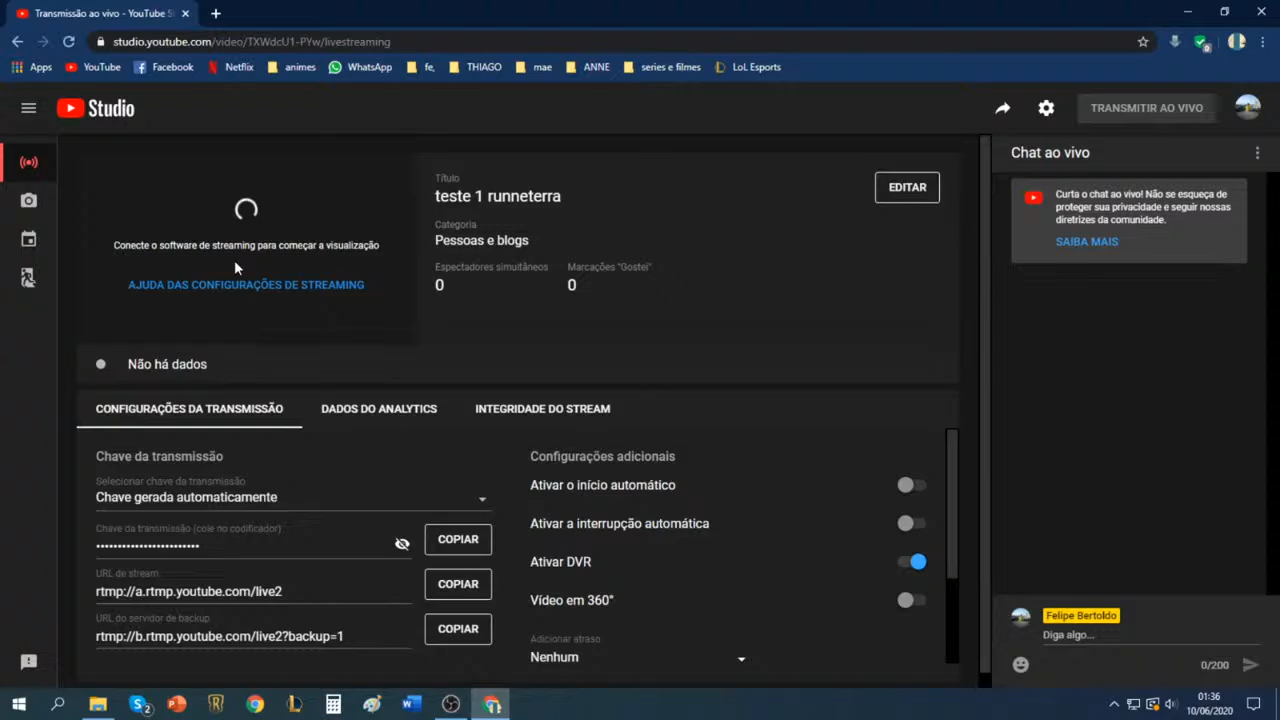 Transmissão ao vivo - YouTube S
studio.youtube.com/video/TXWdcU1-PYw/livestreaming
Apps YouTube Facebook Netflix animes WhatsApp fe, THIAGO mae ANNE series e filmes LoL Esports
Studio
TRANSMITIR AO VIVO
Conecte o software de streaming para começar a visualização
AJUDA DAS CONFIGURAÇÕES DE STREAMING
Título
teste 1 runneterra
EDITAR
Categoria
Pessoas e blogs
Espectadores simultâneos Marcações "Gostei"
0 0
Não há dados
CONFIGURAÇÕES DA TRANSMISSÃO DADOS DO ANALYTICS INTEGRIDADE DO STREAM
Chave da transmissão
Selecionar chave da transmissão
Chave gerada automaticamente
Chave da transmissão (cole no codificador)
••••••••••••••••••••••••
COPIAR
URL de stream
rtmp://a.rtmp.youtube.com/live2
COPIAR
URL do servidor de backup
rtmp://b.rtmp.youtube.com/live2?backup=1
COPIAR
Configurações adicionais
Ativar o início automático
Ativar a interrupção automática
Ativar DVR
Vídeo em 360°
Adicionar atraso
Nenhum
Chat ao vivo
Curta o chat ao vivo! Não se esqueça de
proteger sua privacidade e seguir nossas
diretrizes da comunidade.
SAIBA MAIS
Felipe Bertoldo
Diga algo...
0/200
2
01:36
10/06/2020